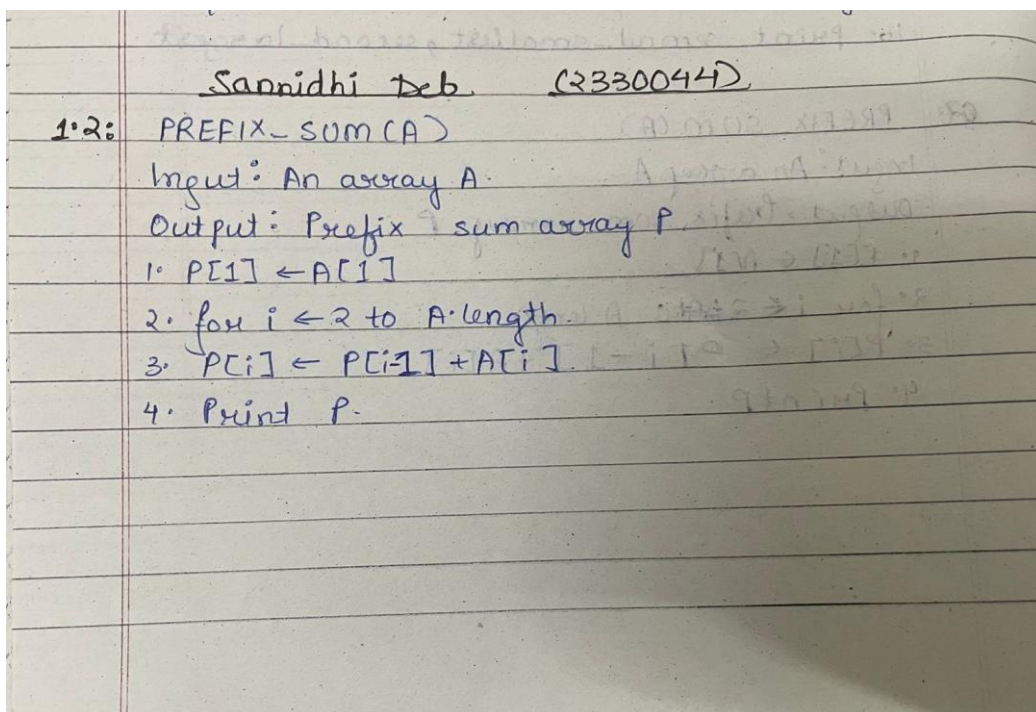 Sannidhi Deb (2330044)
1.2: PREFIX_SUM(A)
Input: An array A.
Output: Prefix sum array P.
1. P[1] ← A[1]
2. for i ← 2 to A.length.
3. P[i] ← P[i-1] + A[i].
4. Print P.